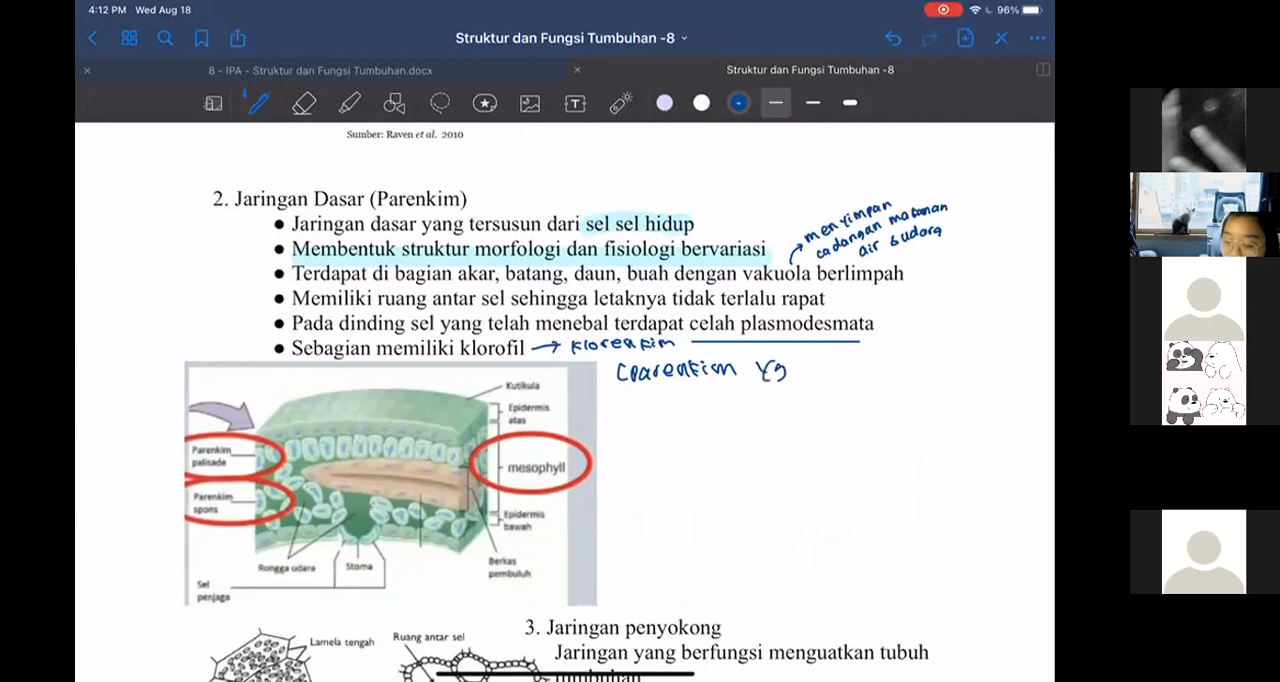 4:12 PM Wed Aug 18
96%
Struktur dan Fungsi Tumbuhan -8
8 - IPA - Struktur dan Fungsi Tumbuhan.docx
Struktur dan Fungsi Tumbuhan -8
Sumber: Raven et al. 2010
2. Jaringan Dasar (Parenkim)
● Jaringan dasar yang tersusun dari sel sel hidup
● Membentuk struktur morfologi dan fisiologi bervariasi
menyimpan
cadangan makanan
air & udara
● Terdapat di bagian akar, batang, daun, buah dengan vakuola berlimpah
● Memiliki ruang antar sel sehingga letaknya tidak terlalu rapat
● Pada dinding sel yang telah menebal terdapat celah plasmodesmata
● Sebagian memiliki klorofil → klorenkim
(parenkim yg
Kutikula
Epidermis
atas
Parenkim
palisade
mesophyll
Parenkim
spons
Epidermis
bawah
Rongga udara
Stoma
Berkas
pembuluh
Sel
penjaga
3. Jaringan penyokong
Lamela tengah
Ruang antar sel
Jaringan yang berfungsi menguatkan tubuh
tumbuhan